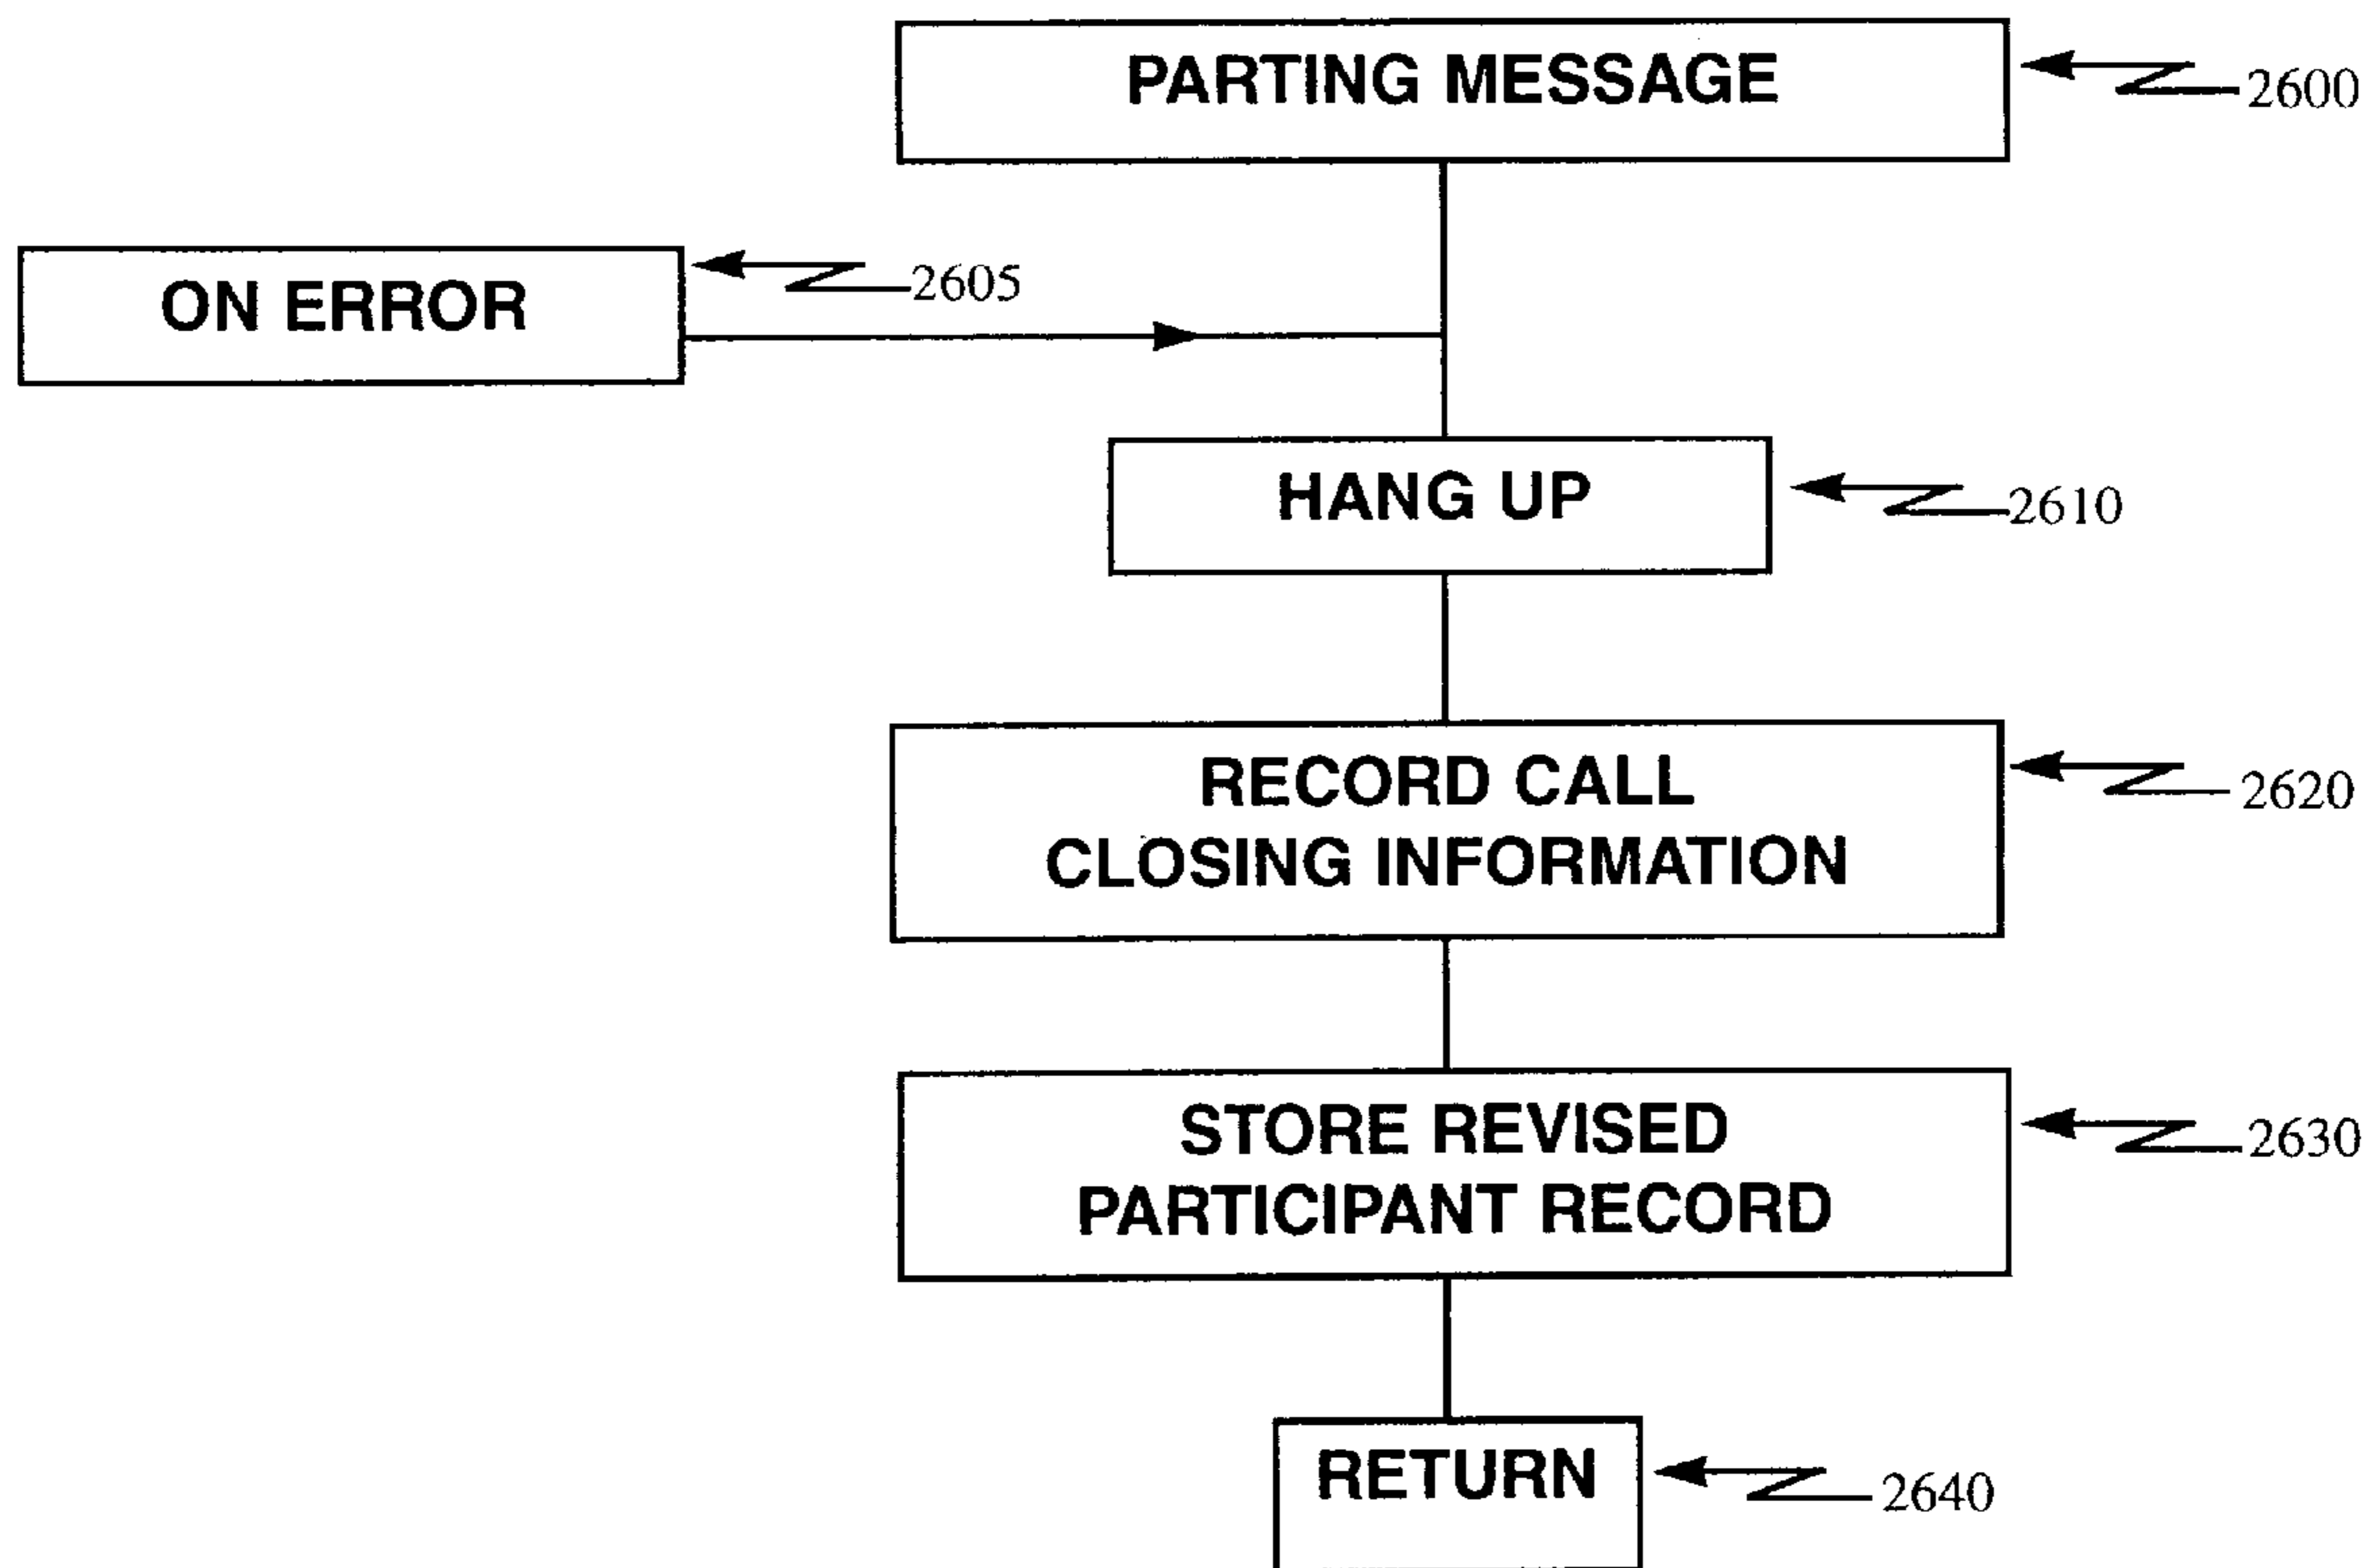 PARTING MESSAGE
2600
ON ERROR
2605
HANG UP
2610
RECORD CALL
CLOSING INFORMATION
2620
STORE REVISED
PARTICIPANT RECORD
2630
RETURN
2640